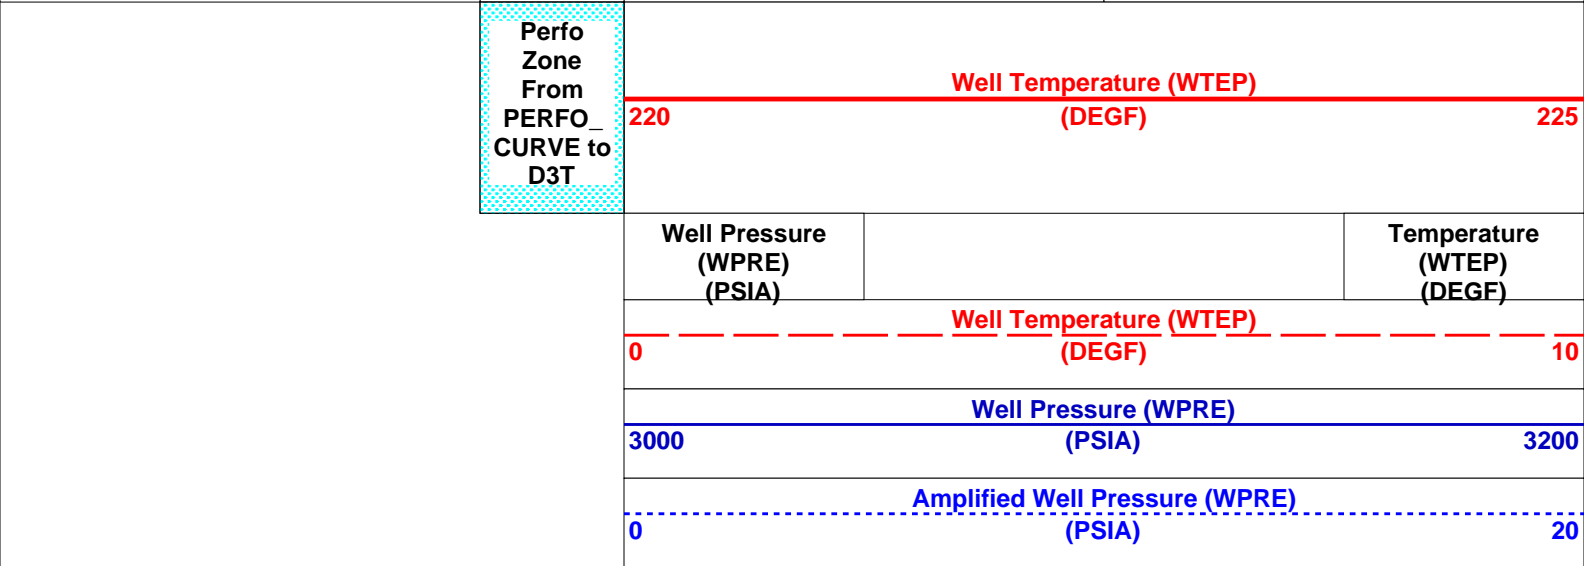 Perfo
Zone
From
PERFO_
CURVE to
D3T
Well Temperature (WTEP)
220 (DEGF) 225
Well Pressure
(WPRE)
(PSIA)
Temperature
(WTEP)
(DEGF)
Well Temperature (WTEP)
0 (DEGF) 10
Well Pressure (WPRE)
3000 (PSIA) 3200
Amplified Well Pressure (WPRE)
0 (PSIA) 20